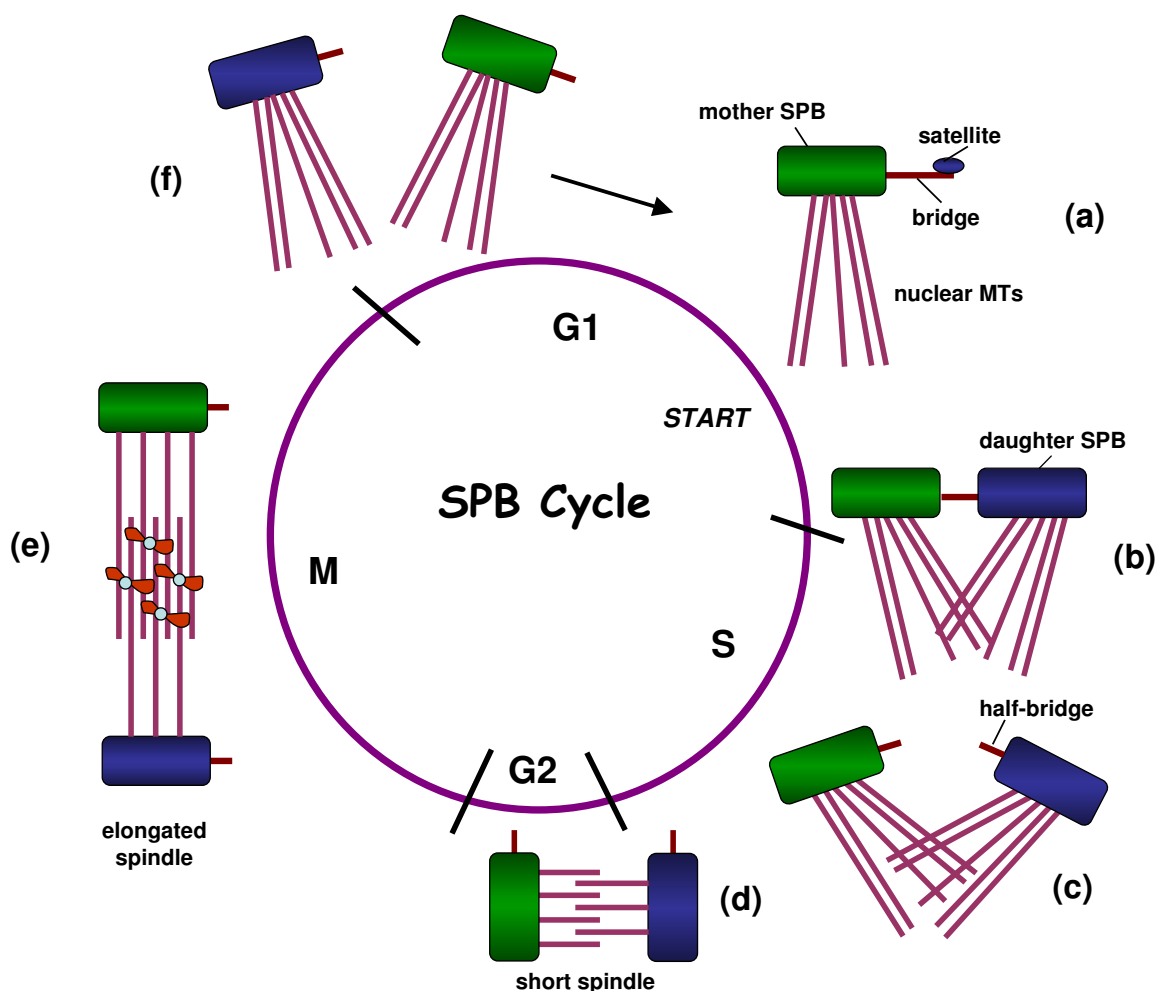 mother SPB
satellite
(f)
bridge
(a)
nuclear MTs
G1
START
daughter SPB
SPB Cycle
(e)
(b)
M
S
half-bridge
G2
elongated
spindle
(d)
(c)
short spindle